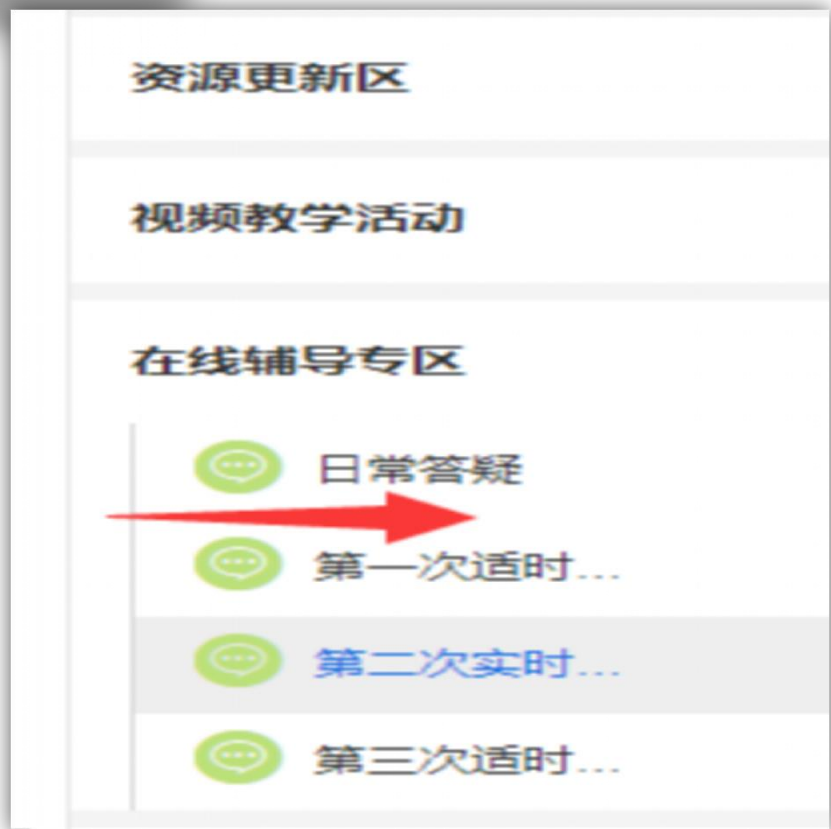 资源更新区
视频教学活动
在线辅导专区
日常答疑
第一次适时...
第二次实时...
第三次适时...